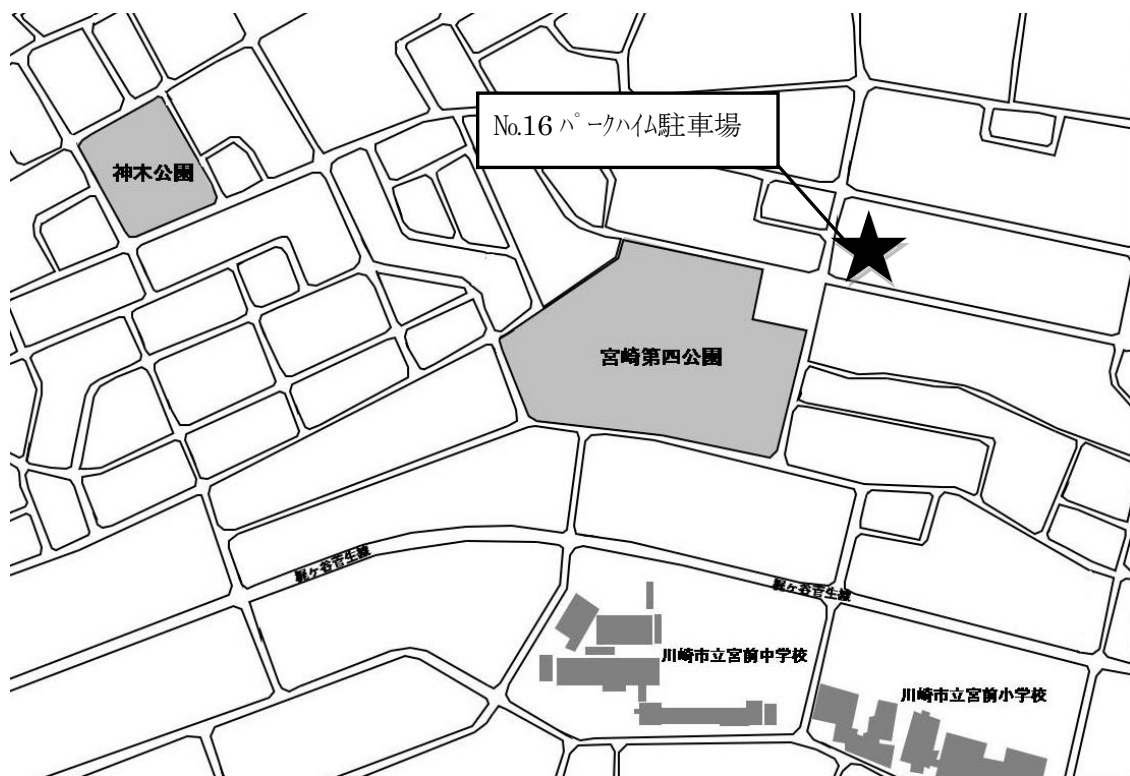 No.16 ﾊﾟｰｸﾊｲﾑ駐車場
神木公園
宮崎第四公園
梶ヶ谷菅生線
梶ヶ谷菅生線
川崎市立宮前中学校
川崎市立宮前小学校